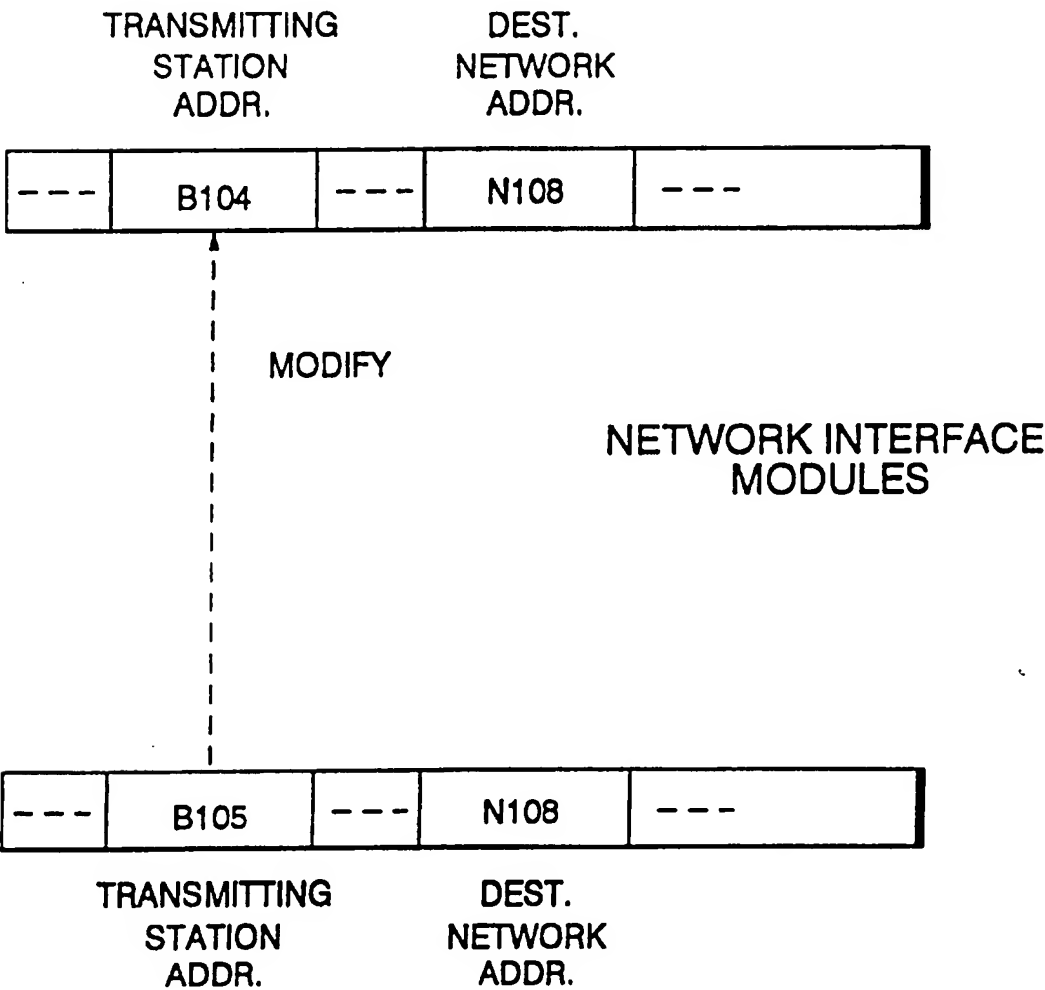 TRANSMITTING
STATION
ADDR.
DEST.
NETWORK
ADDR.
--- B104 --- N108 ---
MODIFY
NETWORK INTERFACE
MODULES
--- B105 --- N108 ---
TRANSMITTING
STATION
ADDR.
DEST.
NETWORK
ADDR.